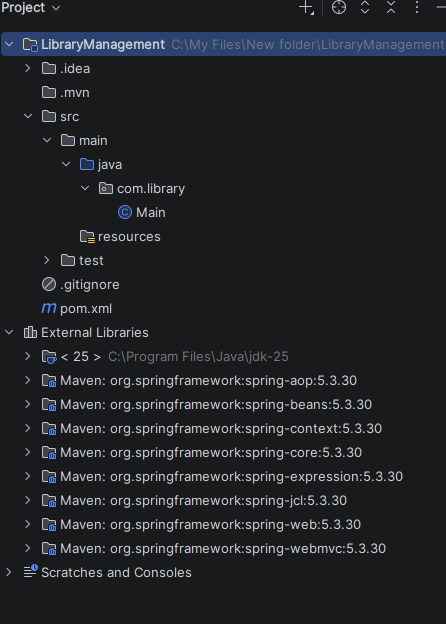 Project
LibraryManagement C:\My Files\New folder\LibraryManagement
.idea
.mvn
src
main
java
com.library
Main
resources
test
.gitignore
pom.xml
External Libraries
< 25 > C:\Program Files\Java\jdk-25
Maven: org.springframework:spring-aop:5.3.30
Maven: org.springframework:spring-beans:5.3.30
Maven: org.springframework:spring-context:5.3.30
Maven: org.springframework:spring-core:5.3.30
Maven: org.springframework:spring-expression:5.3.30
Maven: org.springframework:spring-jcl:5.3.30
Maven: org.springframework:spring-web:5.3.30
Maven: org.springframework:spring-webmvc:5.3.30
Scratches and Consoles